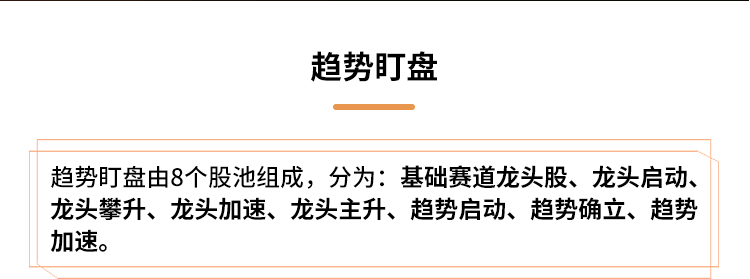 趋势盯盘
趋势盯盘由8个股池组成，分为：基础赛道龙头股、龙头启动、
龙头攀升、龙头加速、龙头主升、趋势启动、趋势确立、趋势
加速。